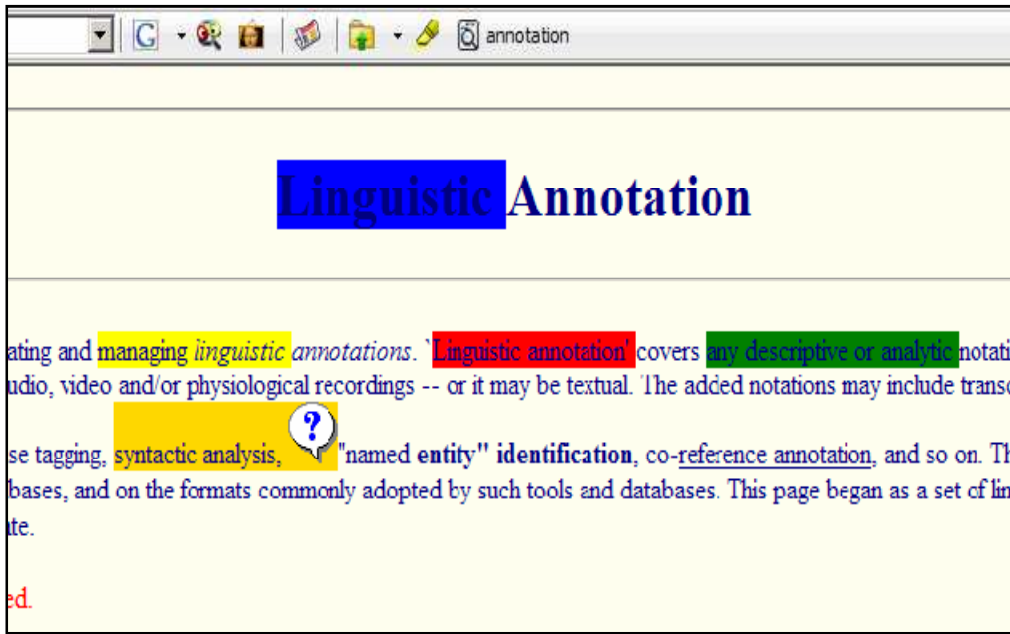 G annotation
Linguistic Annotation
ating and managing linguistic annotations. `Linguistic annotation' covers any descriptive or analytic notati
udio, video and/or physiological recordings -- or it may be textual. The added notations may include transc
se tagging, syntactic analysis, ? "named entity" identification, co-reference annotation, and so on. Th
bases, and on the formats commonly adopted by such tools and databases. This page began as a set of lin
ate.
ed.